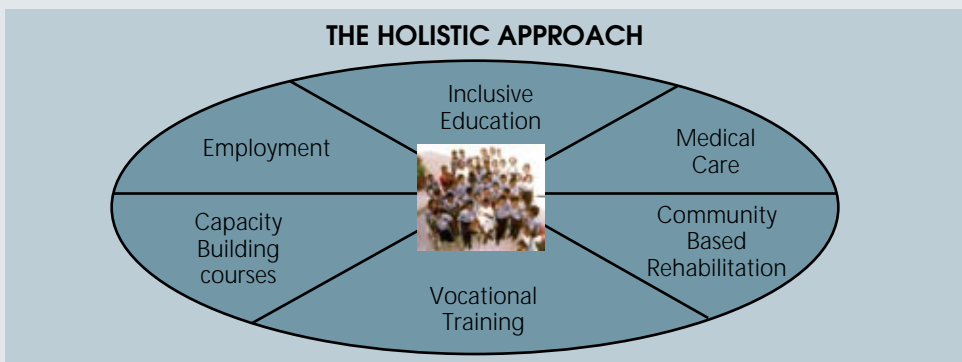 THE HOLISTIC APPROACH
Inclusive
Education
Medical
Care
Community
Based
Rehabilitation
Vocational
Training
Capacity
Building
courses
Employment